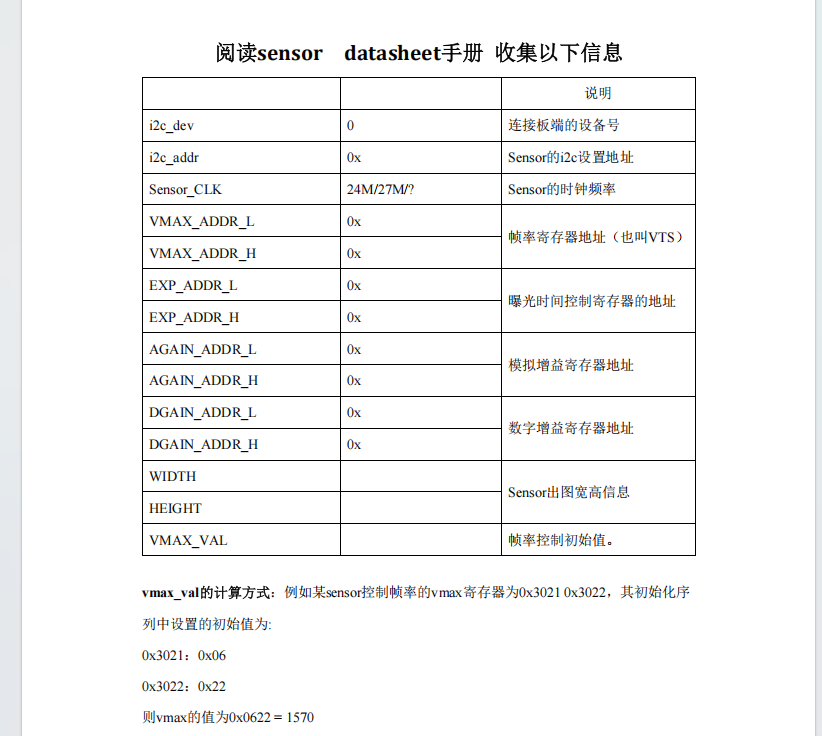 阅读sensor datasheet手册 收集以下信息
说明
i2c_dev 0 连接板端的设备号
i2c_addr 0x Sensor的i2c设置地址
Sensor_CLK 24M/27M/? Sensor的时钟频率
VMAX_ADDR_L 0x
帧率寄存器地址（也叫VTS）
VMAX_ADDR_H 0x
EXP_ADDR_L 0x
曝光时间控制寄存器的地址
EXP_ADDR_H 0x
AGAIN_ADDR_L 0x
模拟增益寄存器地址
AGAIN_ADDR_H 0x
DGAIN_ADDR_L 0x
数字增益寄存器地址
DGAIN_ADDR_H 0x
WIDTH
Sensor出图宽高信息
HEIGHT
VMAX_VAL 帧率控制初始值。
vmax_val的计算方式：例如某sensor控制帧率的vmax寄存器为0x3021 0x3022，其初始化序
列中设置的初始值为:
0x3021：0x06
0x3022：0x22
则vmax的值为0x0622 = 1570